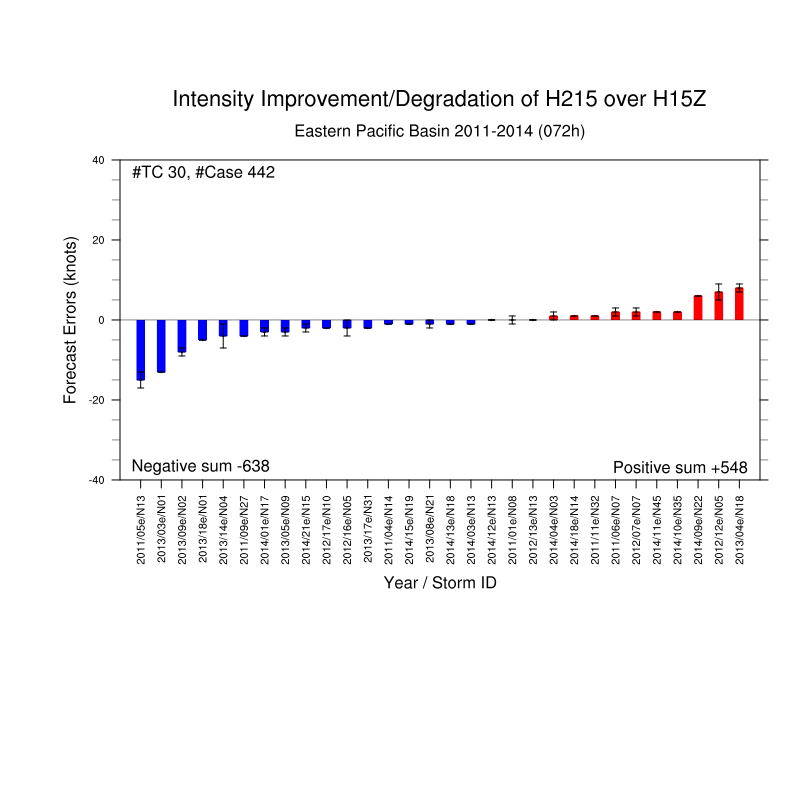 Intensity Improvement/Degradation of H215 over H15Z
Eastern Pacific Basin 2011-2014 (072h)
#TC 30, #Case 442
40
20
0
-20
-40
Forecast Errors (knots)
Negative sum -638
Positive sum +548
2011/05e/N13
2013/03e/N01
2013/09e/N02
2013/18e/N01
2013/14e/N04
2011/09e/N27
2014/01e/N17
2013/05e/N09
2014/21e/N15
2012/17e/N10
2012/16e/N05
2013/17e/N31
2011/04e/N14
2014/15e/N19
2013/08e/N21
2014/13e/N18
2014/03e/N13
2014/12e/N13
2011/01e/N08
2012/13e/N13
2014/04e/N03
2014/18e/N14
2011/11e/N32
2011/06e/N07
2012/07e/N07
2014/11e/N45
2014/10e/N35
2014/09e/N22
2012/12e/N05
2013/04e/N18
Year / Storm ID